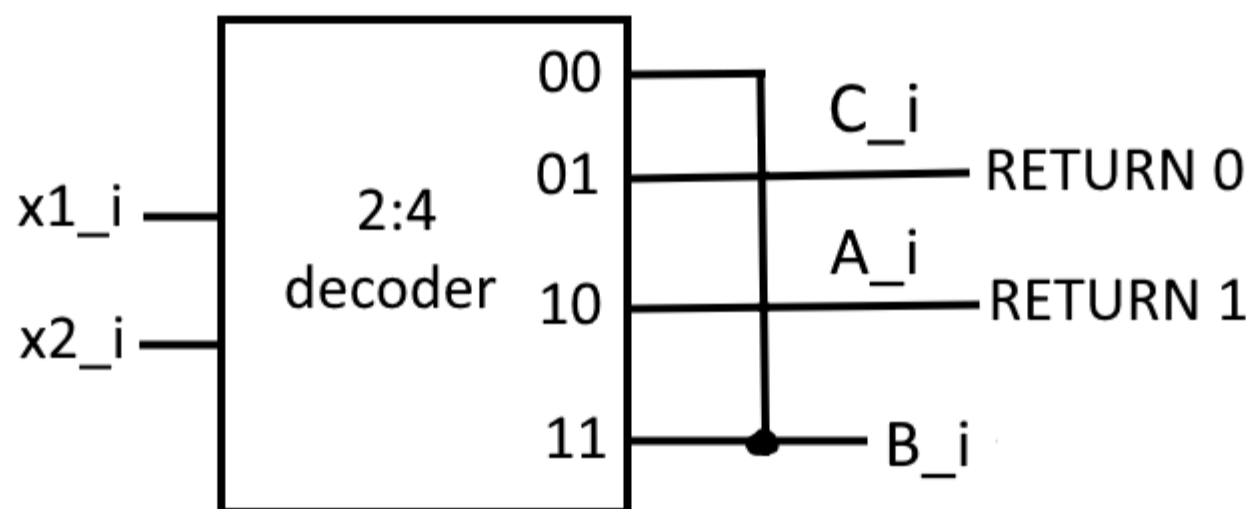 00
C_i
01
RETURN 0
x1_i
2:4
decoder
A_i
10
RETURN 1
x2_i
11
B_i